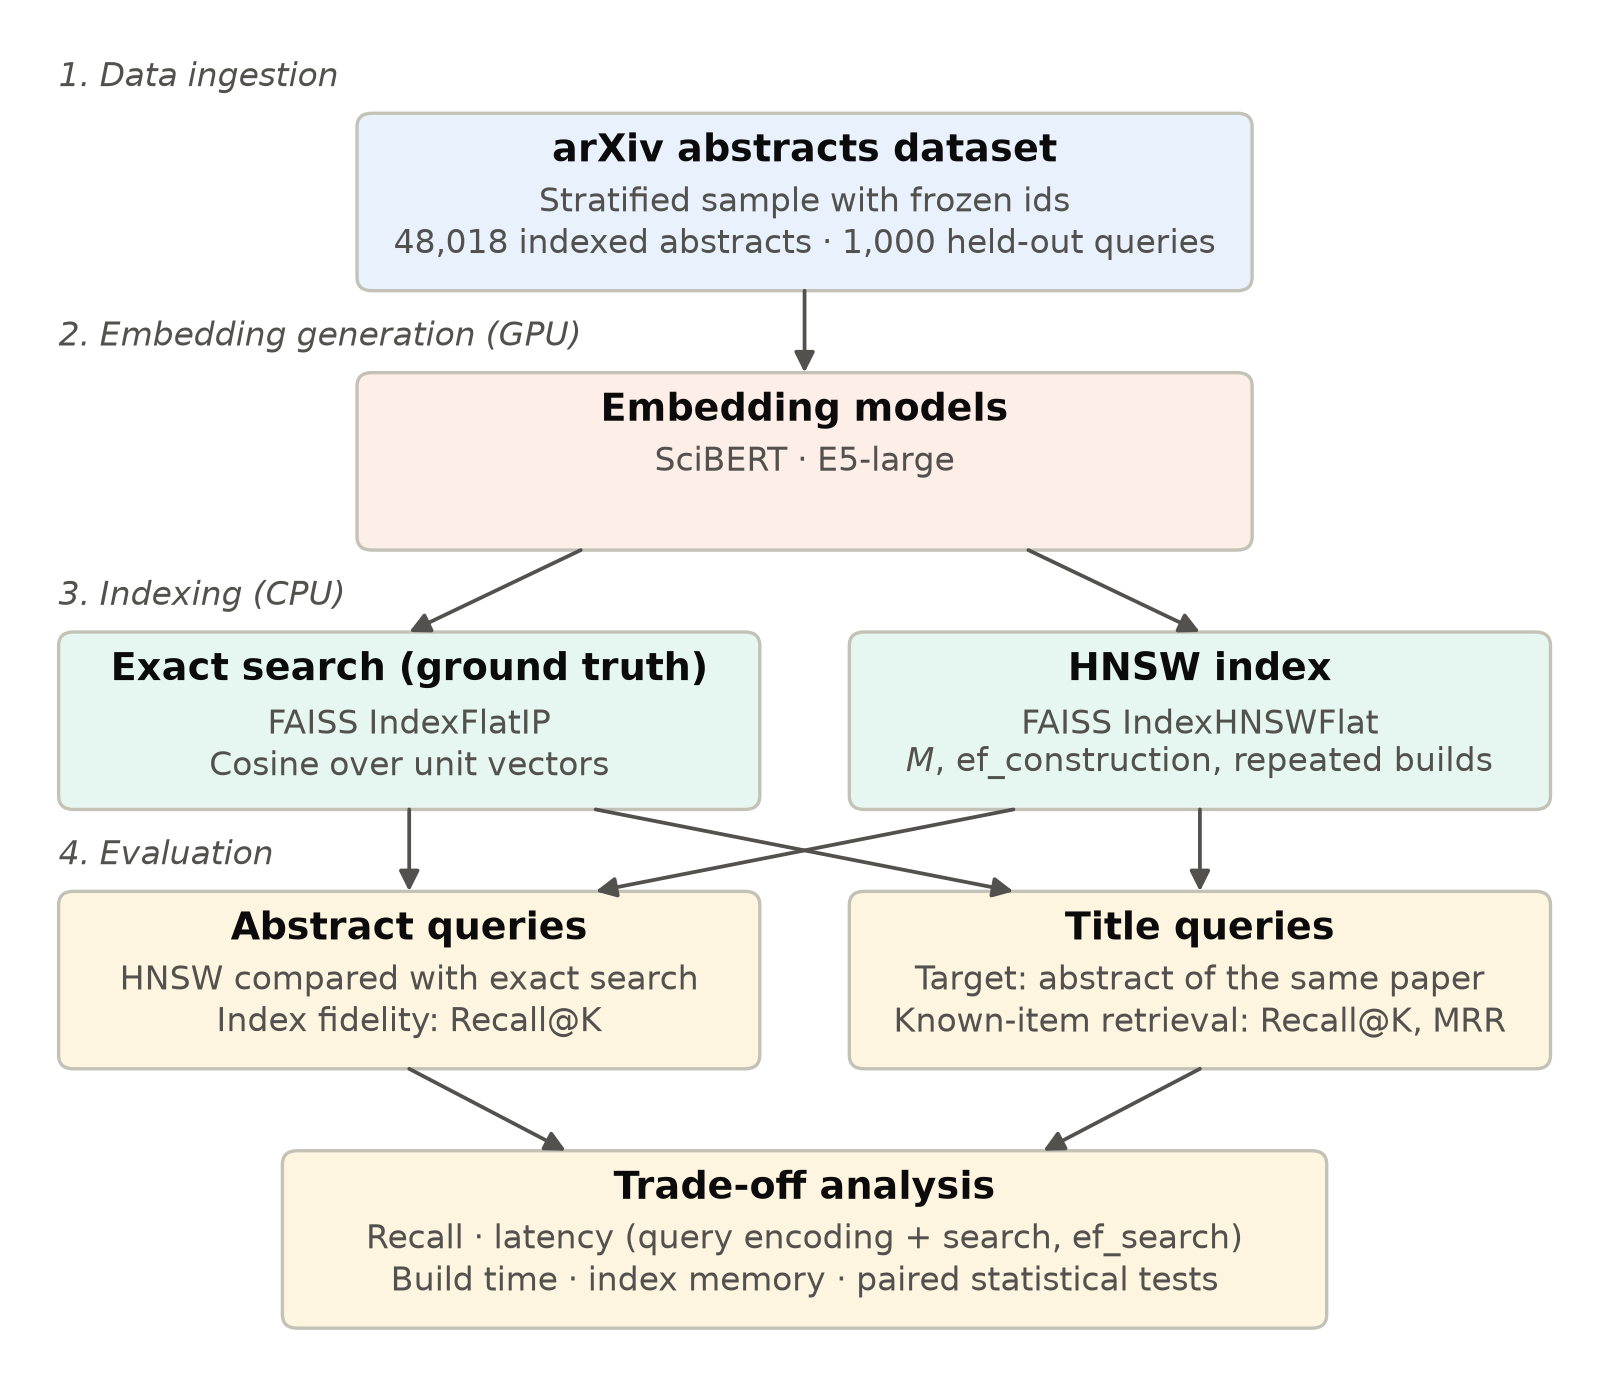 1. Data ingestion
arXiv abstracts dataset
Stratified sample with frozen ids
48,018 indexed abstracts · 1,000 held-out queries
2. Embedding generation (GPU)
Embedding models
SciBERT · E5-large
3. Indexing (CPU)
Exact search (ground truth)
FAISS IndexFlatIP
Cosine over unit vectors
HNSW index
FAISS IndexHNSWFlat
M, ef_construction, repeated builds
4. Evaluation
Abstract queries
HNSW compared with exact search
Index fidelity: Recall@K
Title queries
Target: abstract of the same paper
Known-item retrieval: Recall@K, MRR
Trade-off analysis
Recall · latency (query encoding + search, ef_search)
Build time · index memory · paired statistical tests